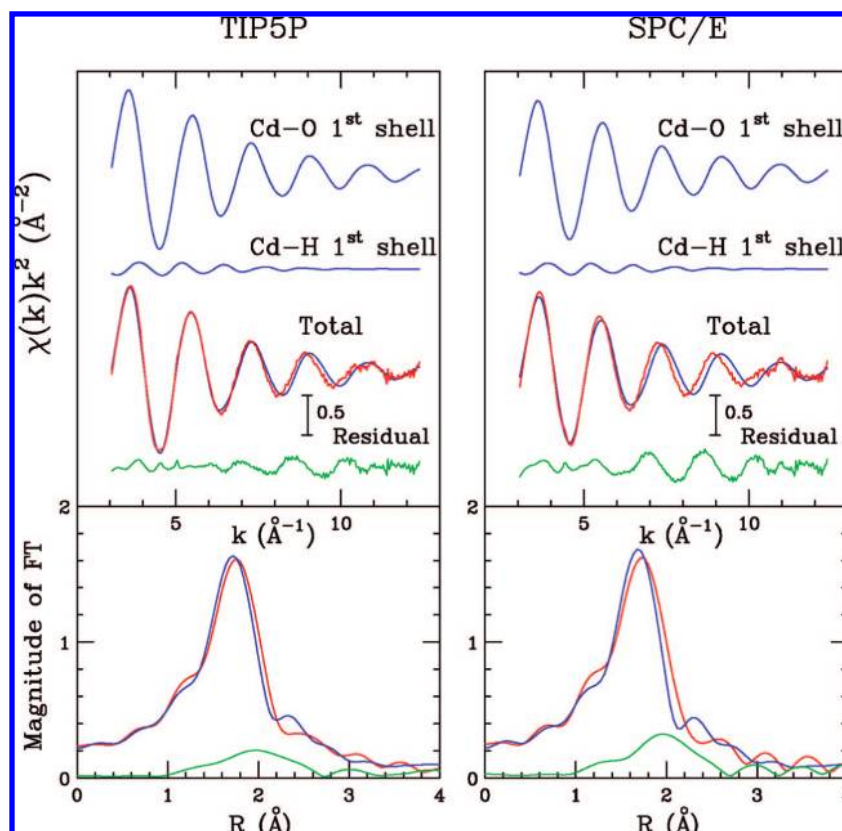 TIP5P
SPC/E
χ(k)k² (Å⁻²)
Cd−O 1st shell
Cd−H 1st shell
Total
0.5
Residual
Cd−O 1st shell
Cd−H 1st shell
Total
0.5
Residual
5 10
k (Å⁻¹)
5 10
k (Å⁻¹)
Magnitude of FT
2
1
0
0 1 2 3 4
R (Å)
0 1 2 3
R (Å)